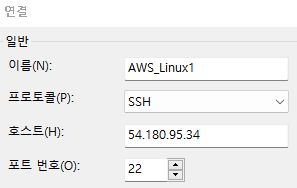 연결
일반
이름(N): AWS_Linux1
프로토콜(P): SSH
호스트(H): 54.180.95.34
포트 번호(O): 22